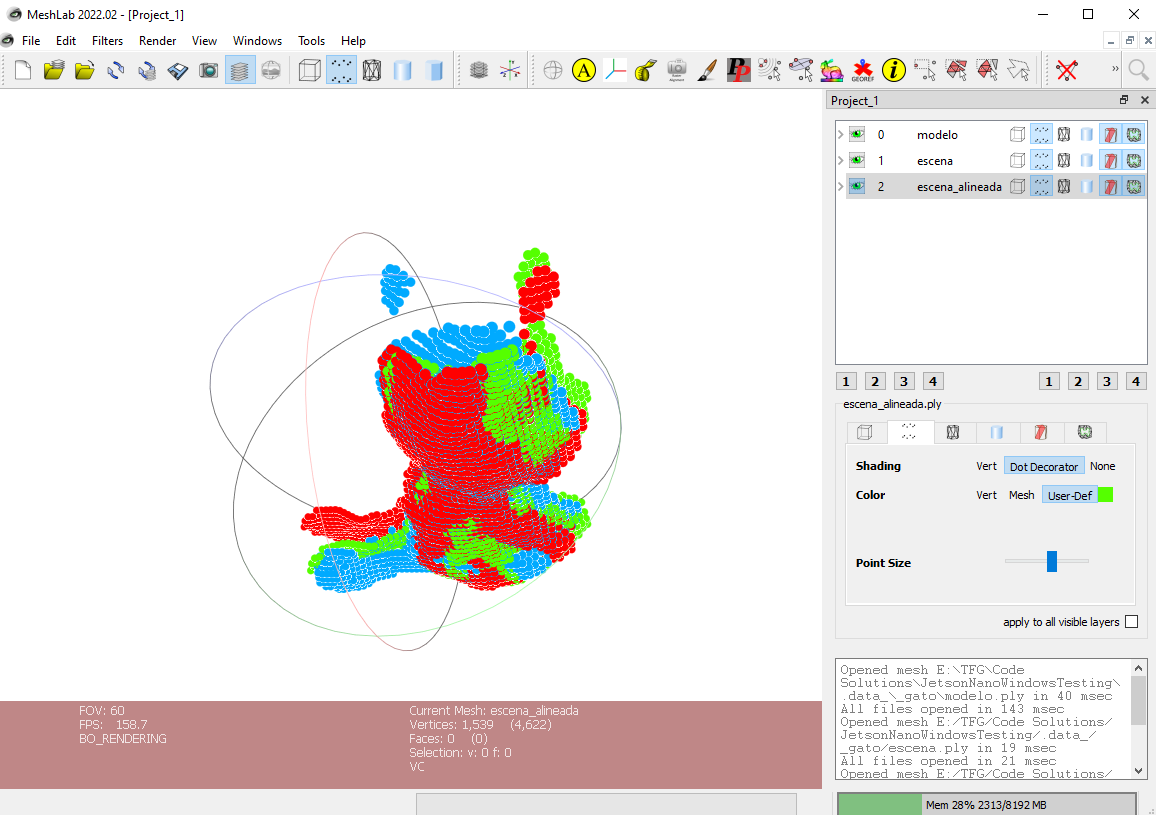 MeshLab 2022.02 - [Project_1]
File Edit Filters Render View Windows Tools Help
A PP GEOREF i »
Project_1
0 modelo
1 escena
2 escena_alineada
1 2 3 4 1 2 3 4
escena_alineada.ply
Shading Vert Dot Decorator None
Color Vert Mesh User-Def
Point Size
apply to all visible layers
Opened mesh E:\TFG\Code
Solutions\JetsonNanoWindowsTesting\
.data_\_gato\modelo.ply in 40 msec
All files opened in 143 msec
Opened mesh E:/TFG/Code Solutions/
JetsonNanoWindowsTesting/.data_/
_gato/escena.ply in 19 msec
All files opened in 21 msec
Opened mesh E:/TFG/Code Solutions/
FOV: 60
FPS: 158.7
BO_RENDERING
Current Mesh: escena_alineada
Vertices: 1,539 (4,622)
Faces: 0 (0)
Selection: v: 0 f: 0
VC
Mem 28% 2313/8192 MB